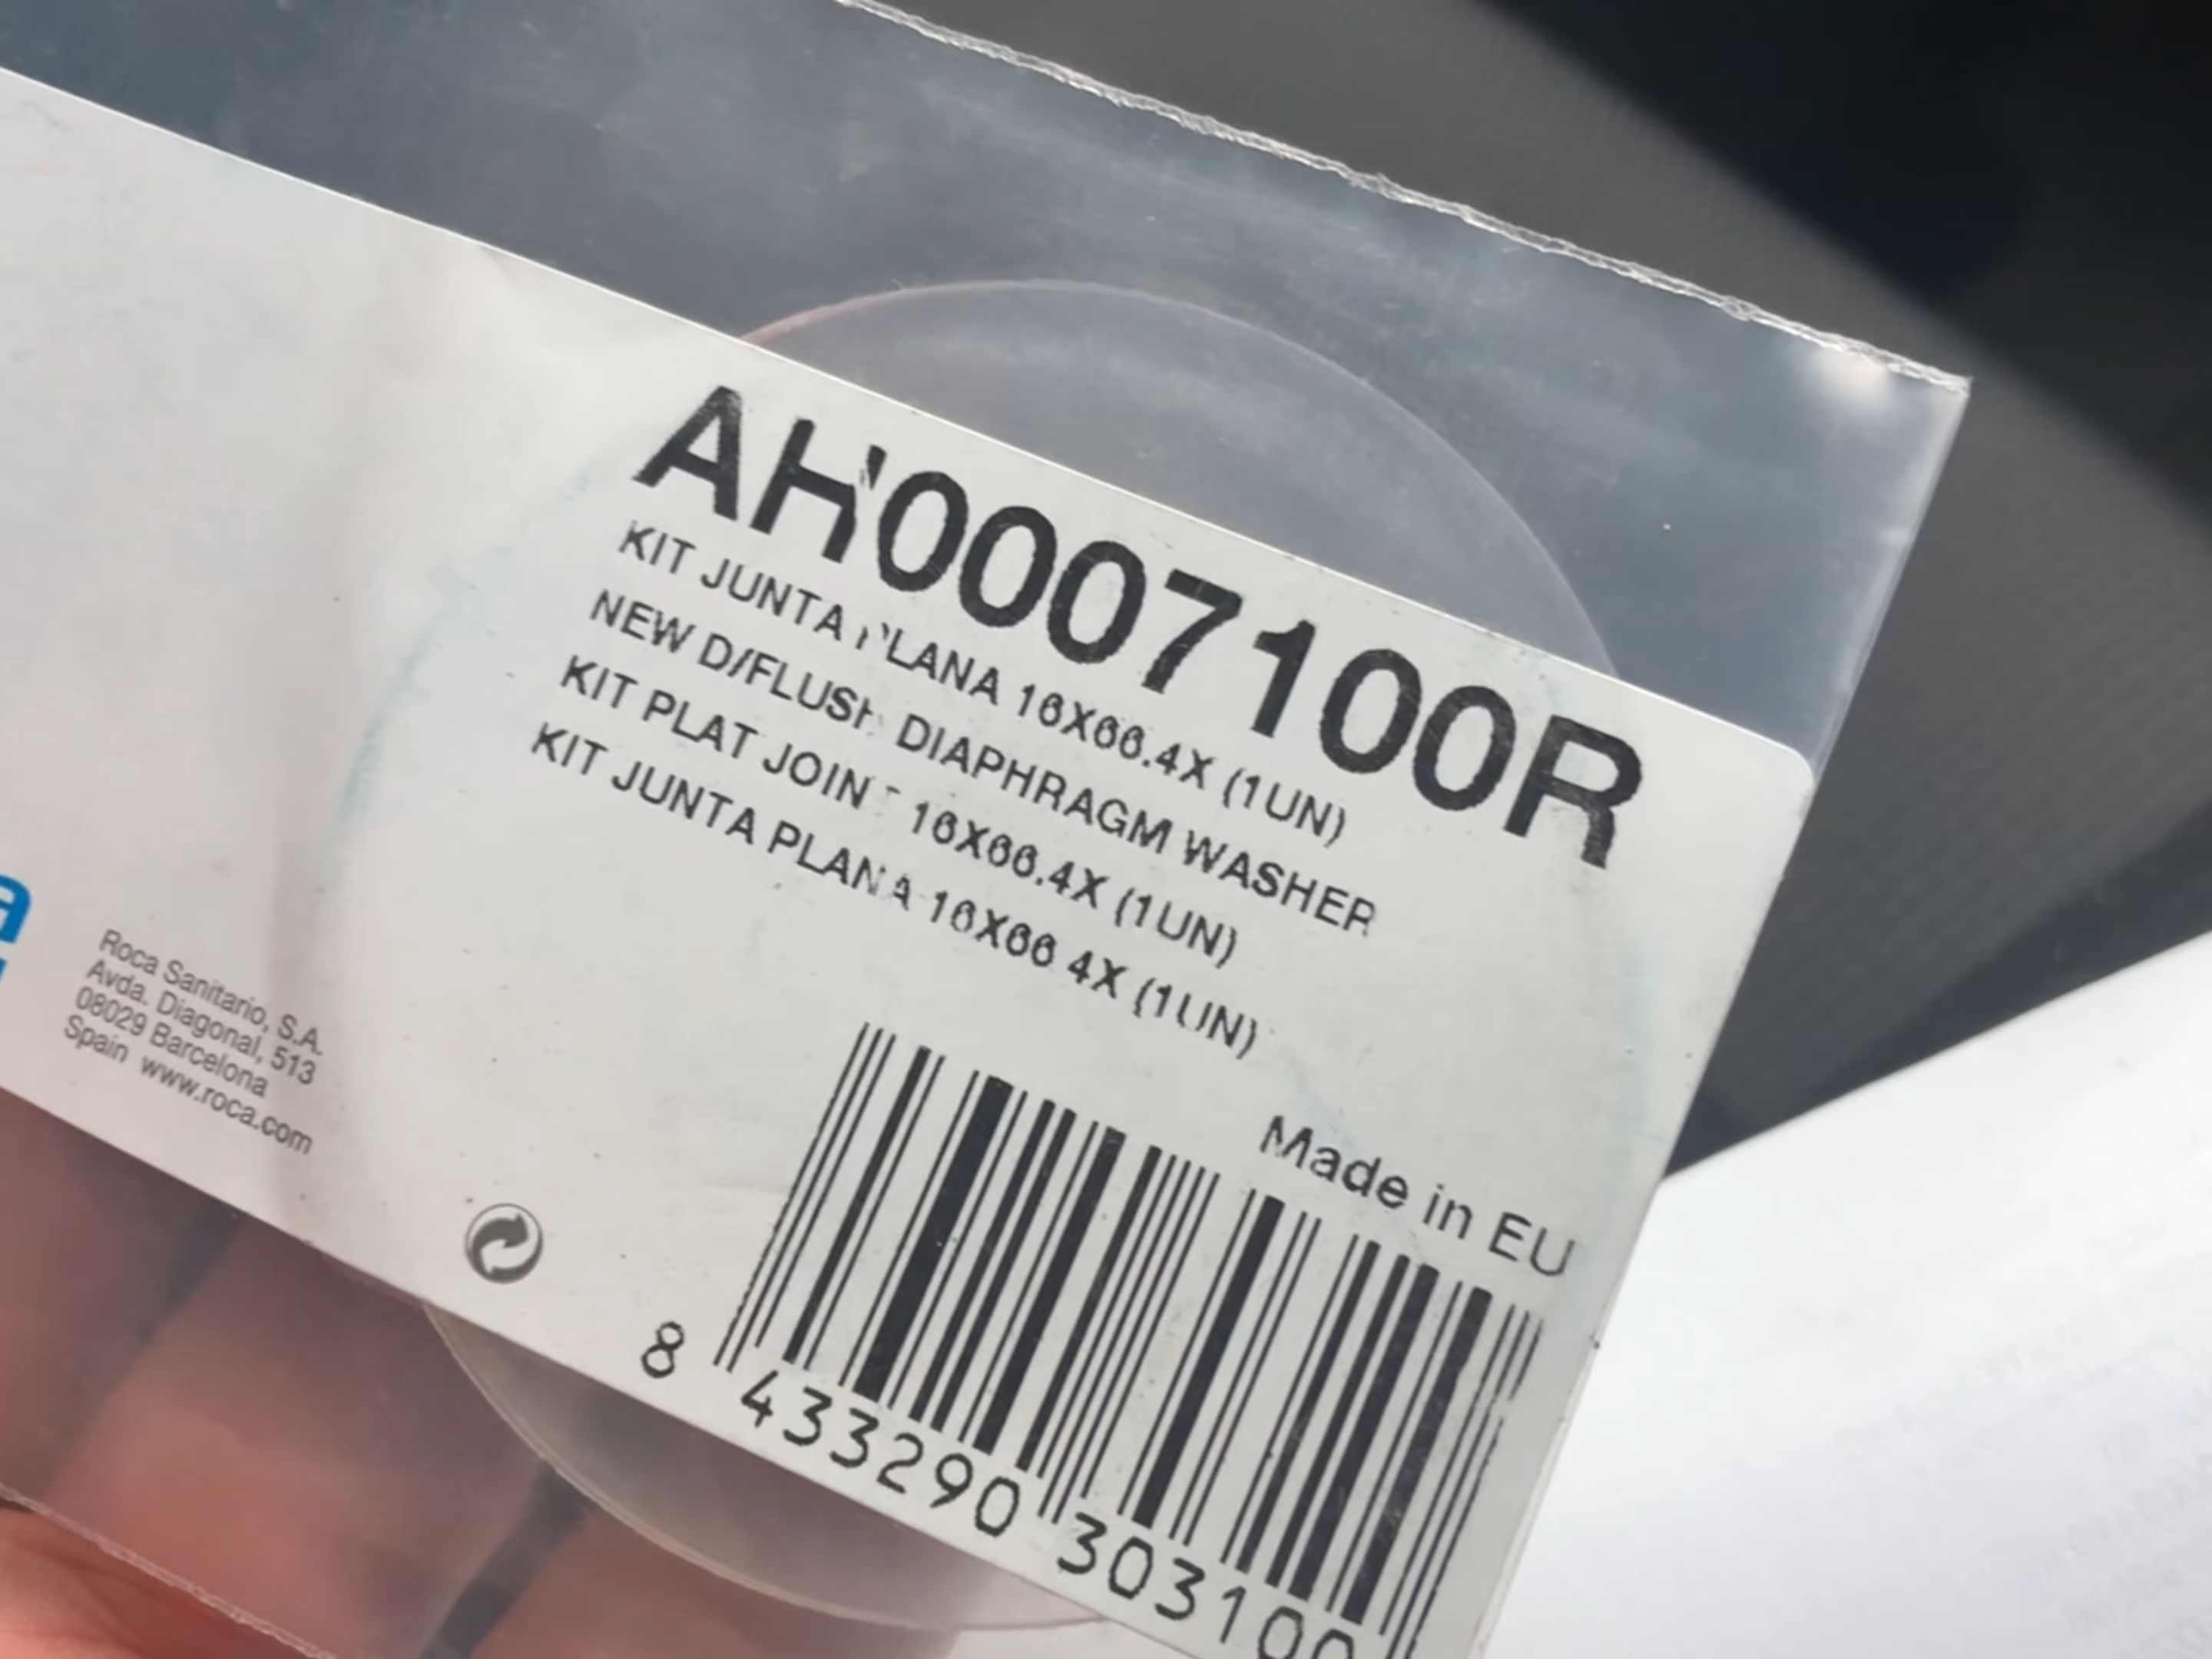 AH0007100R
KIT JUNTA PLANA 16X66.4X (1UN)
NEW D/FLUSH DIAPHRAGM WASHER
KIT PLAT JOINT 16X66.4X (1UN)
KIT JUNTA PLANA 16X66.4X (1UN)
Roca Sanitario, S.A.
Avda. Diagonal, 513
08029 Barcelona
Spain www.roca.com
Made in EU
8 433290 303100